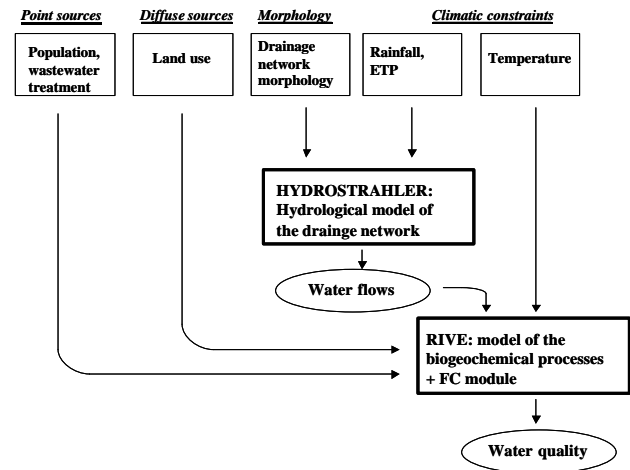 Point sources
Diffuse sources
Morphology
Climatic constraints
Population,
wastewater
treatment
Land use
Drainage
network
morphology
Rainfall,
ETP
Temperature
HYDROSTRAHLER:
Hydrological model of
the drainge network
Water flows
RIVE: model of the
biogeochemical processes
+ FC module
Water quality